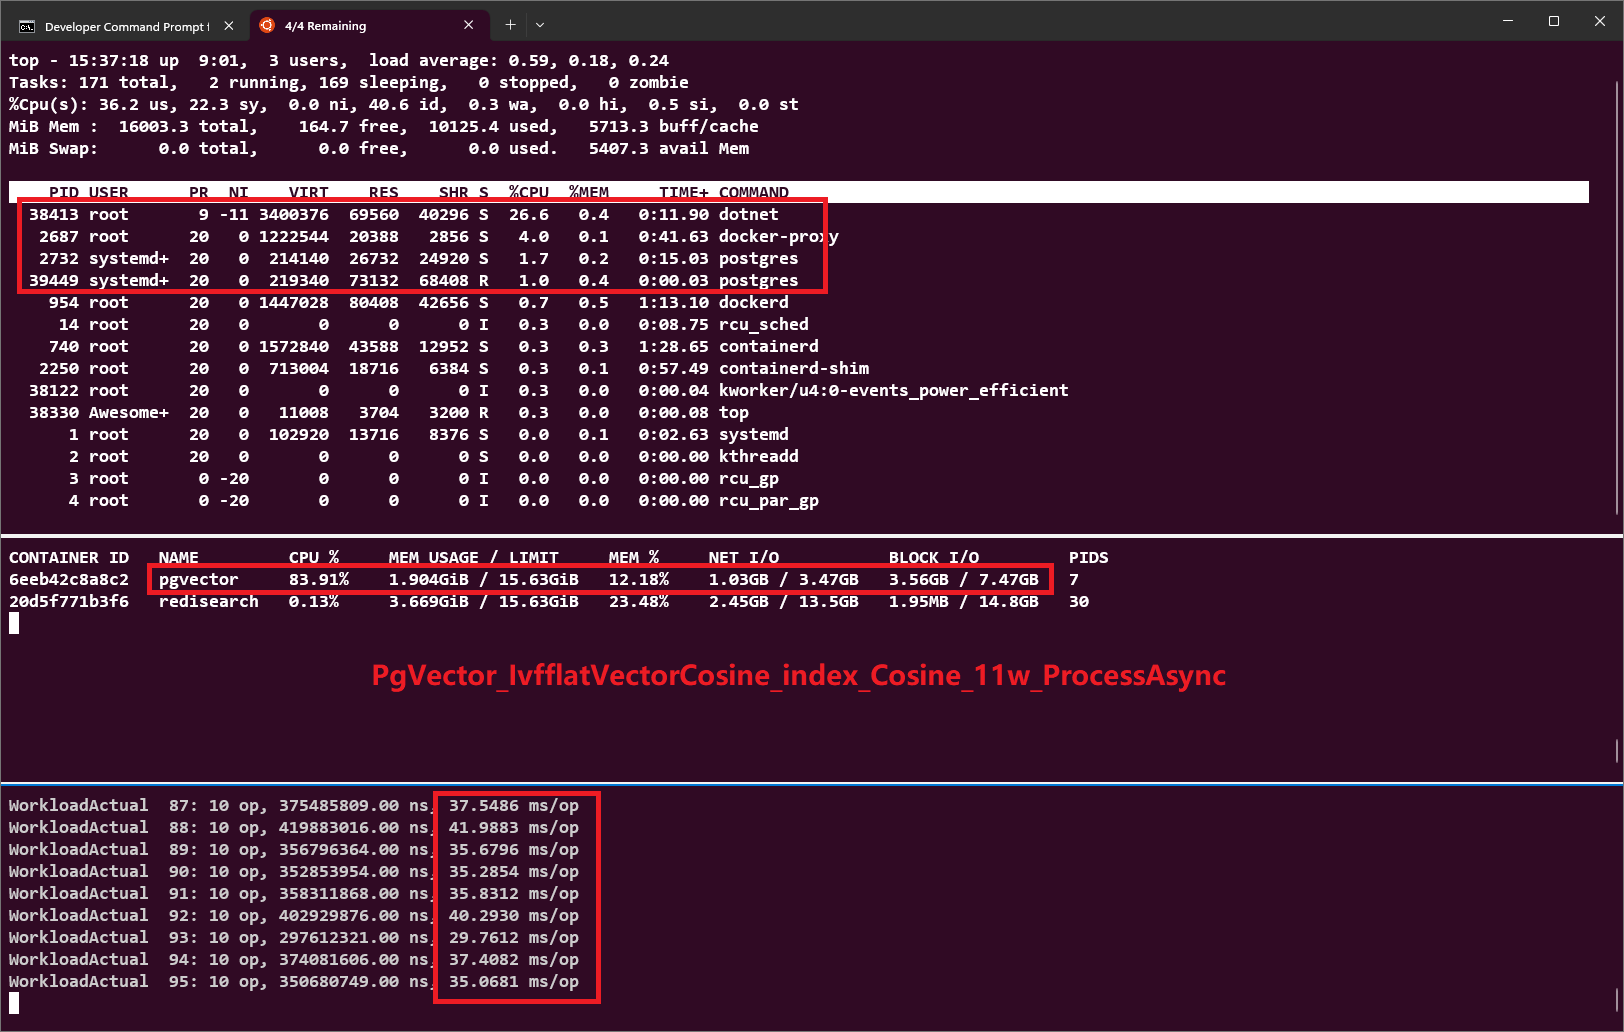 Developer Command Prompt f
4/4 Remaining
top - 15:37:18 up  9:01,  3 users,  load average: 0.59, 0.18, 0.24
Tasks: 171 total,   2 running, 169 sleeping,   0 stopped,   0 zombie
%Cpu(s): 36.2 us, 22.3 sy,  0.0 ni, 40.6 id,  0.3 wa,  0.0 hi,  0.5 si,  0.0 st
MiB Mem :  16003.3 total,    164.7 free,  10125.4 used,   5713.3 buff/cache
MiB Swap:      0.0 total,      0.0 free,      0.0 used.   5407.3 avail Mem
PID USER      PR  NI    VIRT    RES    SHR S  %CPU  %MEM     TIME+ COMMAND
38413 root       9 -11 3400376  69560  40296 S  26.6   0.4   0:11.90 dotnet
2687 root      20   0 1222544  20388   2856 S   4.0   0.1   0:41.63 docker-proxy
2732 systemd+  20   0  214140  26732  24920 S   1.7   0.2   0:15.03 postgres
39449 systemd+  20   0  219340  73132  68408 R   1.0   0.4   0:00.03 postgres
954 root      20   0 1447028  80408  42656 S   0.7   0.5   1:13.10 dockerd
14 root      20   0       0      0      0 I   0.3   0.0   0:08.75 rcu_sched
740 root      20   0 1572840  43588  12952 S   0.3   0.3   1:28.65 containerd
2250 root      20   0  713004  18716   6384 S   0.3   0.1   0:57.49 containerd-shim
38122 root      20   0       0      0      0 I   0.3   0.0   0:00.04 kworker/u4:0-events_power_efficient
38330 Awesome+  20   0   11008   3704   3200 R   0.3   0.0   0:00.08 top
1 root      20   0  102920  13716   8376 S   0.0   0.1   0:02.63 systemd
2 root      20   0       0      0      0 S   0.0   0.0   0:00.00 kthreadd
3 root       0 -20       0      0      0 I   0.0   0.0   0:00.00 rcu_gp
4 root       0 -20       0      0      0 I   0.0   0.0   0:00.00 rcu_par_gp
CONTAINER ID   NAME         CPU %     MEM USAGE / LIMIT     MEM %     NET I/O           BLOCK I/O         PIDS
6eeb42c8a8c2   pgvector     83.91%    1.904GiB / 15.63GiB   12.18%    1.03GB / 3.47GB   3.56GB / 7.47GB   7
20d5f771b3f6   redisearch   0.13%     3.669GiB / 15.63GiB   23.48%    2.45GB / 13.5GB   1.95MB / 14.8GB   30
PgVector_IvfflatVectorCosine_index_Cosine_11w_ProcessAsync
WorkloadActual  87: 10 op, 375485809.00 ns, 37.5486 ms/op
WorkloadActual  88: 10 op, 419883016.00 ns, 41.9883 ms/op
WorkloadActual  89: 10 op, 356796364.00 ns, 35.6796 ms/op
WorkloadActual  90: 10 op, 352853954.00 ns, 35.2854 ms/op
WorkloadActual  91: 10 op, 358311868.00 ns, 35.8312 ms/op
WorkloadActual  92: 10 op, 402929876.00 ns, 40.2930 ms/op
WorkloadActual  93: 10 op, 297612321.00 ns, 29.7612 ms/op
WorkloadActual  94: 10 op, 374081606.00 ns, 37.4082 ms/op
WorkloadActual  95: 10 op, 350680749.00 ns, 35.0681 ms/op